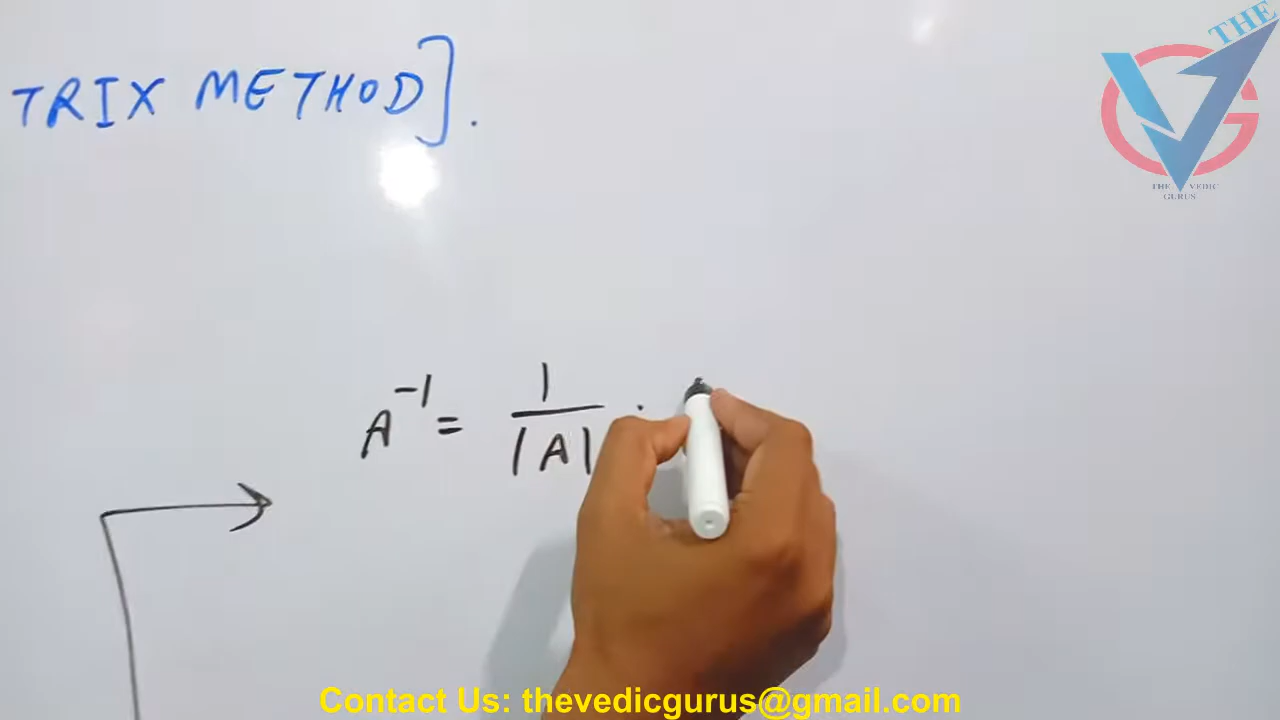 THE
TRIX METHOD].
THE VEDIC
GURUS
A⁻¹ = 1/|A| .
Contact Us: thevedicgurus@gmail.com